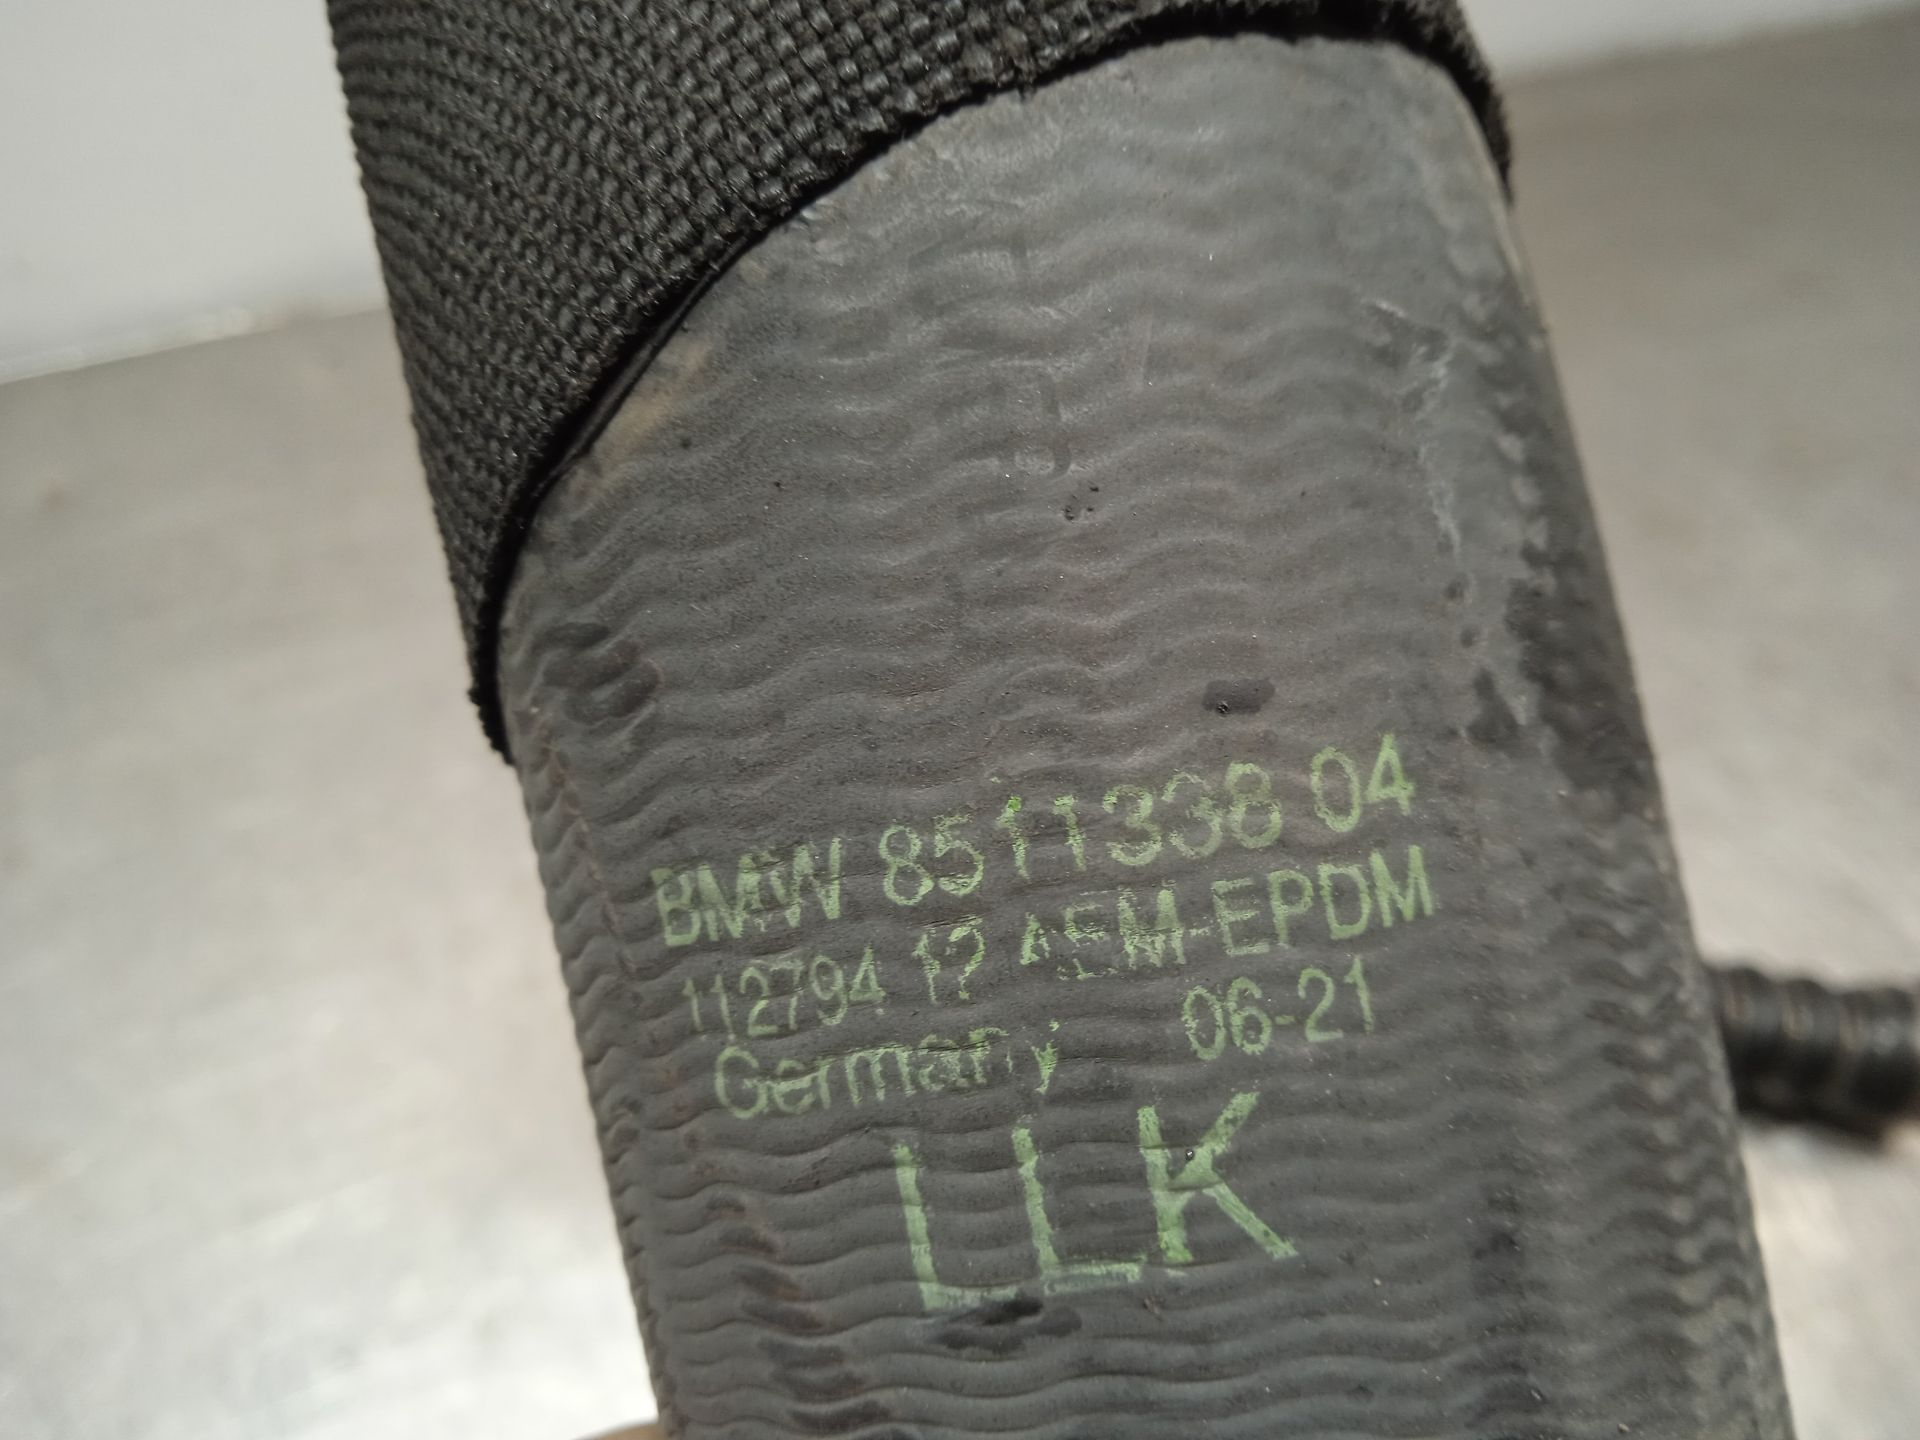 BMW 8511338 04
112794 12 AEM-EPDM
Germany 06-21
LLK